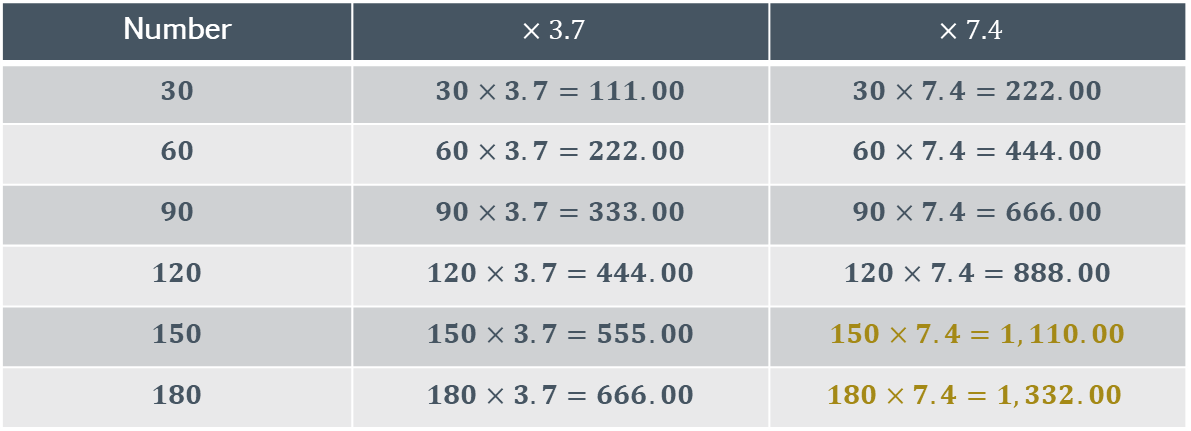 Number × 3.7 × 7.4
30 30 × 3.7 = 111.00 30 × 7.4 = 222.00
60 60 × 3.7 = 222.00 60 × 7.4 = 444.00
90 90 × 3.7 = 333.00 90 × 7.4 = 666.00
120 120 × 3.7 = 444.00 120 × 7.4 = 888.00
150 150 × 3.7 = 555.00 150 × 7.4 = 1,110.00
180 180 × 3.7 = 666.00 180 × 7.4 = 1,332.00